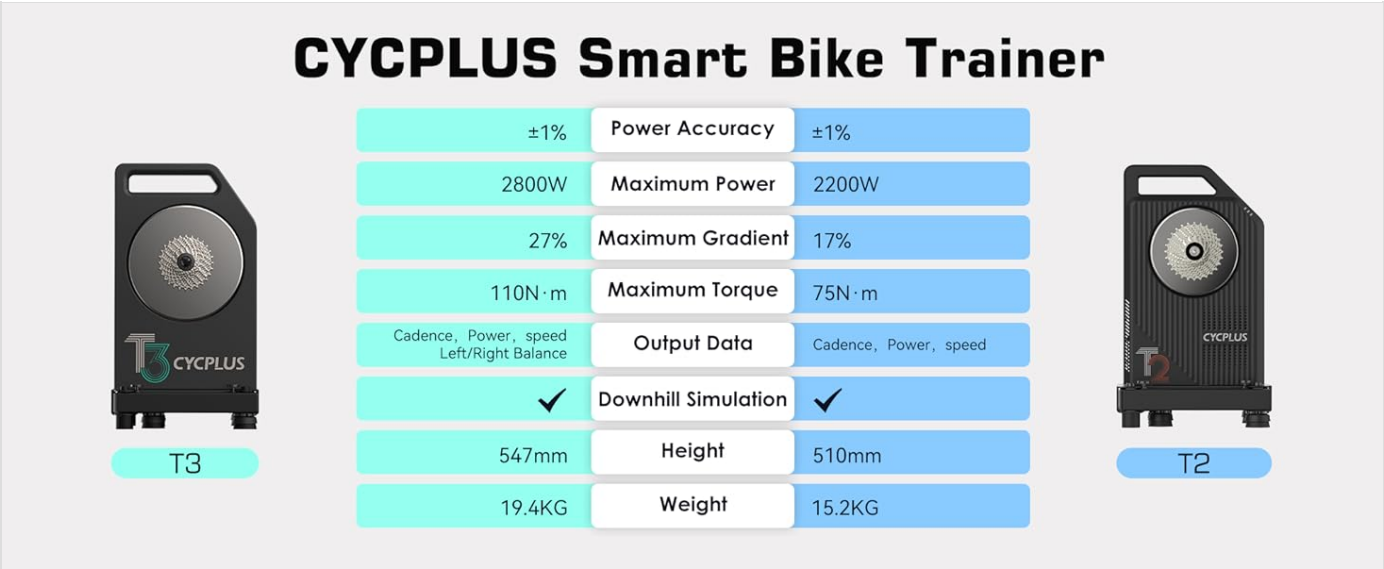 CYCPLUS Smart Bike Trainer
±1% Power Accuracy ±1%
2800W Maximum Power 2200W
27% Maximum Gradient 17%
110N·m Maximum Torque 75N·m
Cadence, Power, speed
Left/Right Balance
Output Data
Cadence, Power, speed
Downhill Simulation
547mm Height 510mm
19.4KG Weight 15.2KG
T3 CYCPLUS
T3
CYCPLUS
T2
T2